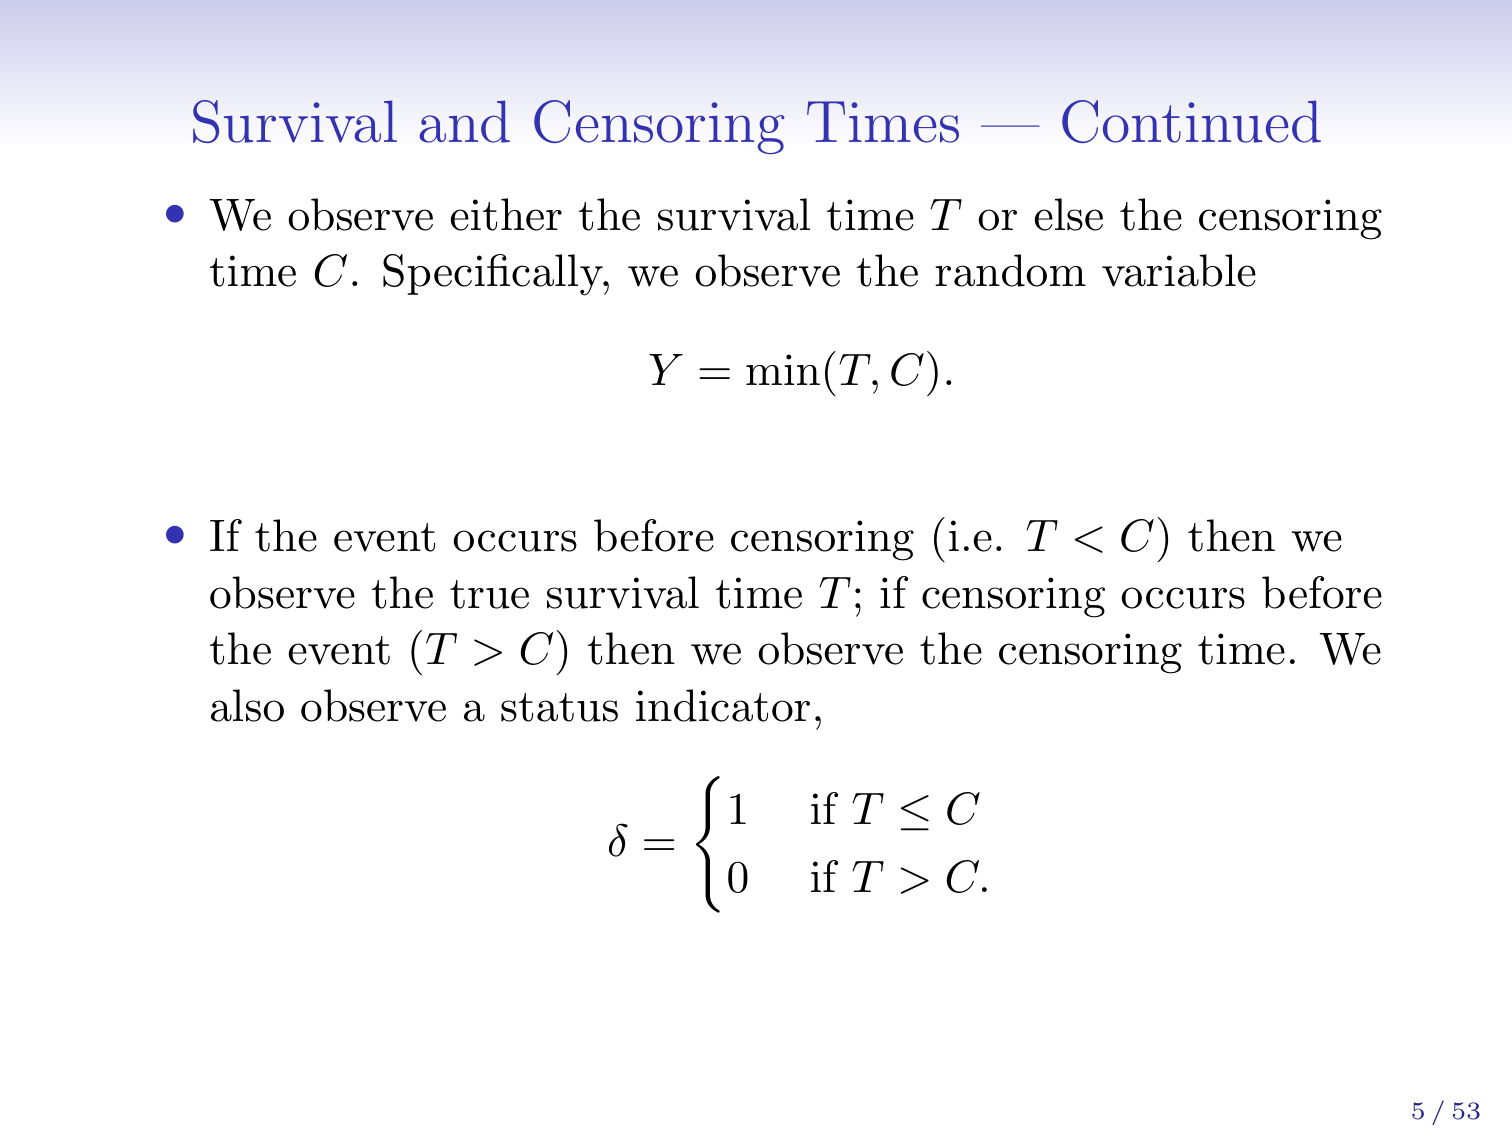 Survival and Censoring Times — Continued
• We observe either the survival time T or else the censoring
time C. Specifically, we observe the random variable
Y = min(T, C).
• If the event occurs before censoring (i.e. T < C) then we
observe the true survival time T; if censoring occurs before
the event (T > C) then we observe the censoring time. We
also observe a status indicator,
δ = { 1 if T ≤ C
0 if T > C.
5 / 53